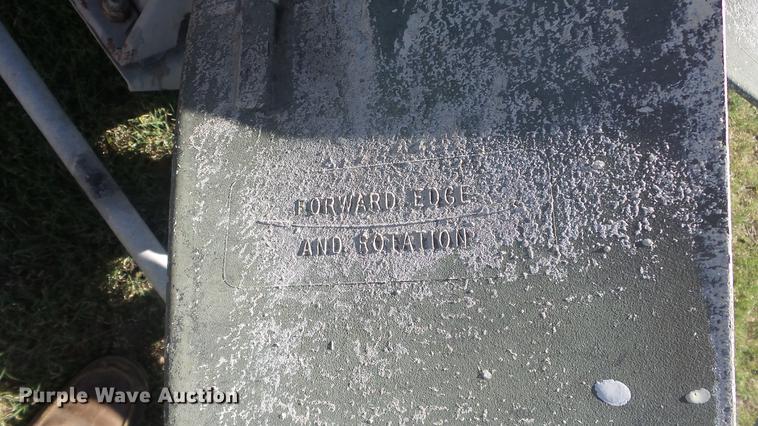 FORWARD EDGE
AND ROTATION
Purple Wave Auction